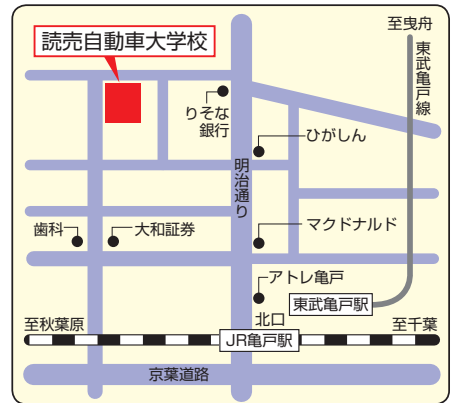 至曳舟
読売自動車大学校
東武亀戸線
りそな
銀行
ひがしん
明治通り
歯科
大和証券
マクドナルド
アトレ亀戸
東武亀戸駅
北口
至秋葉原
至千葉
JR亀戸駅
京葉道路